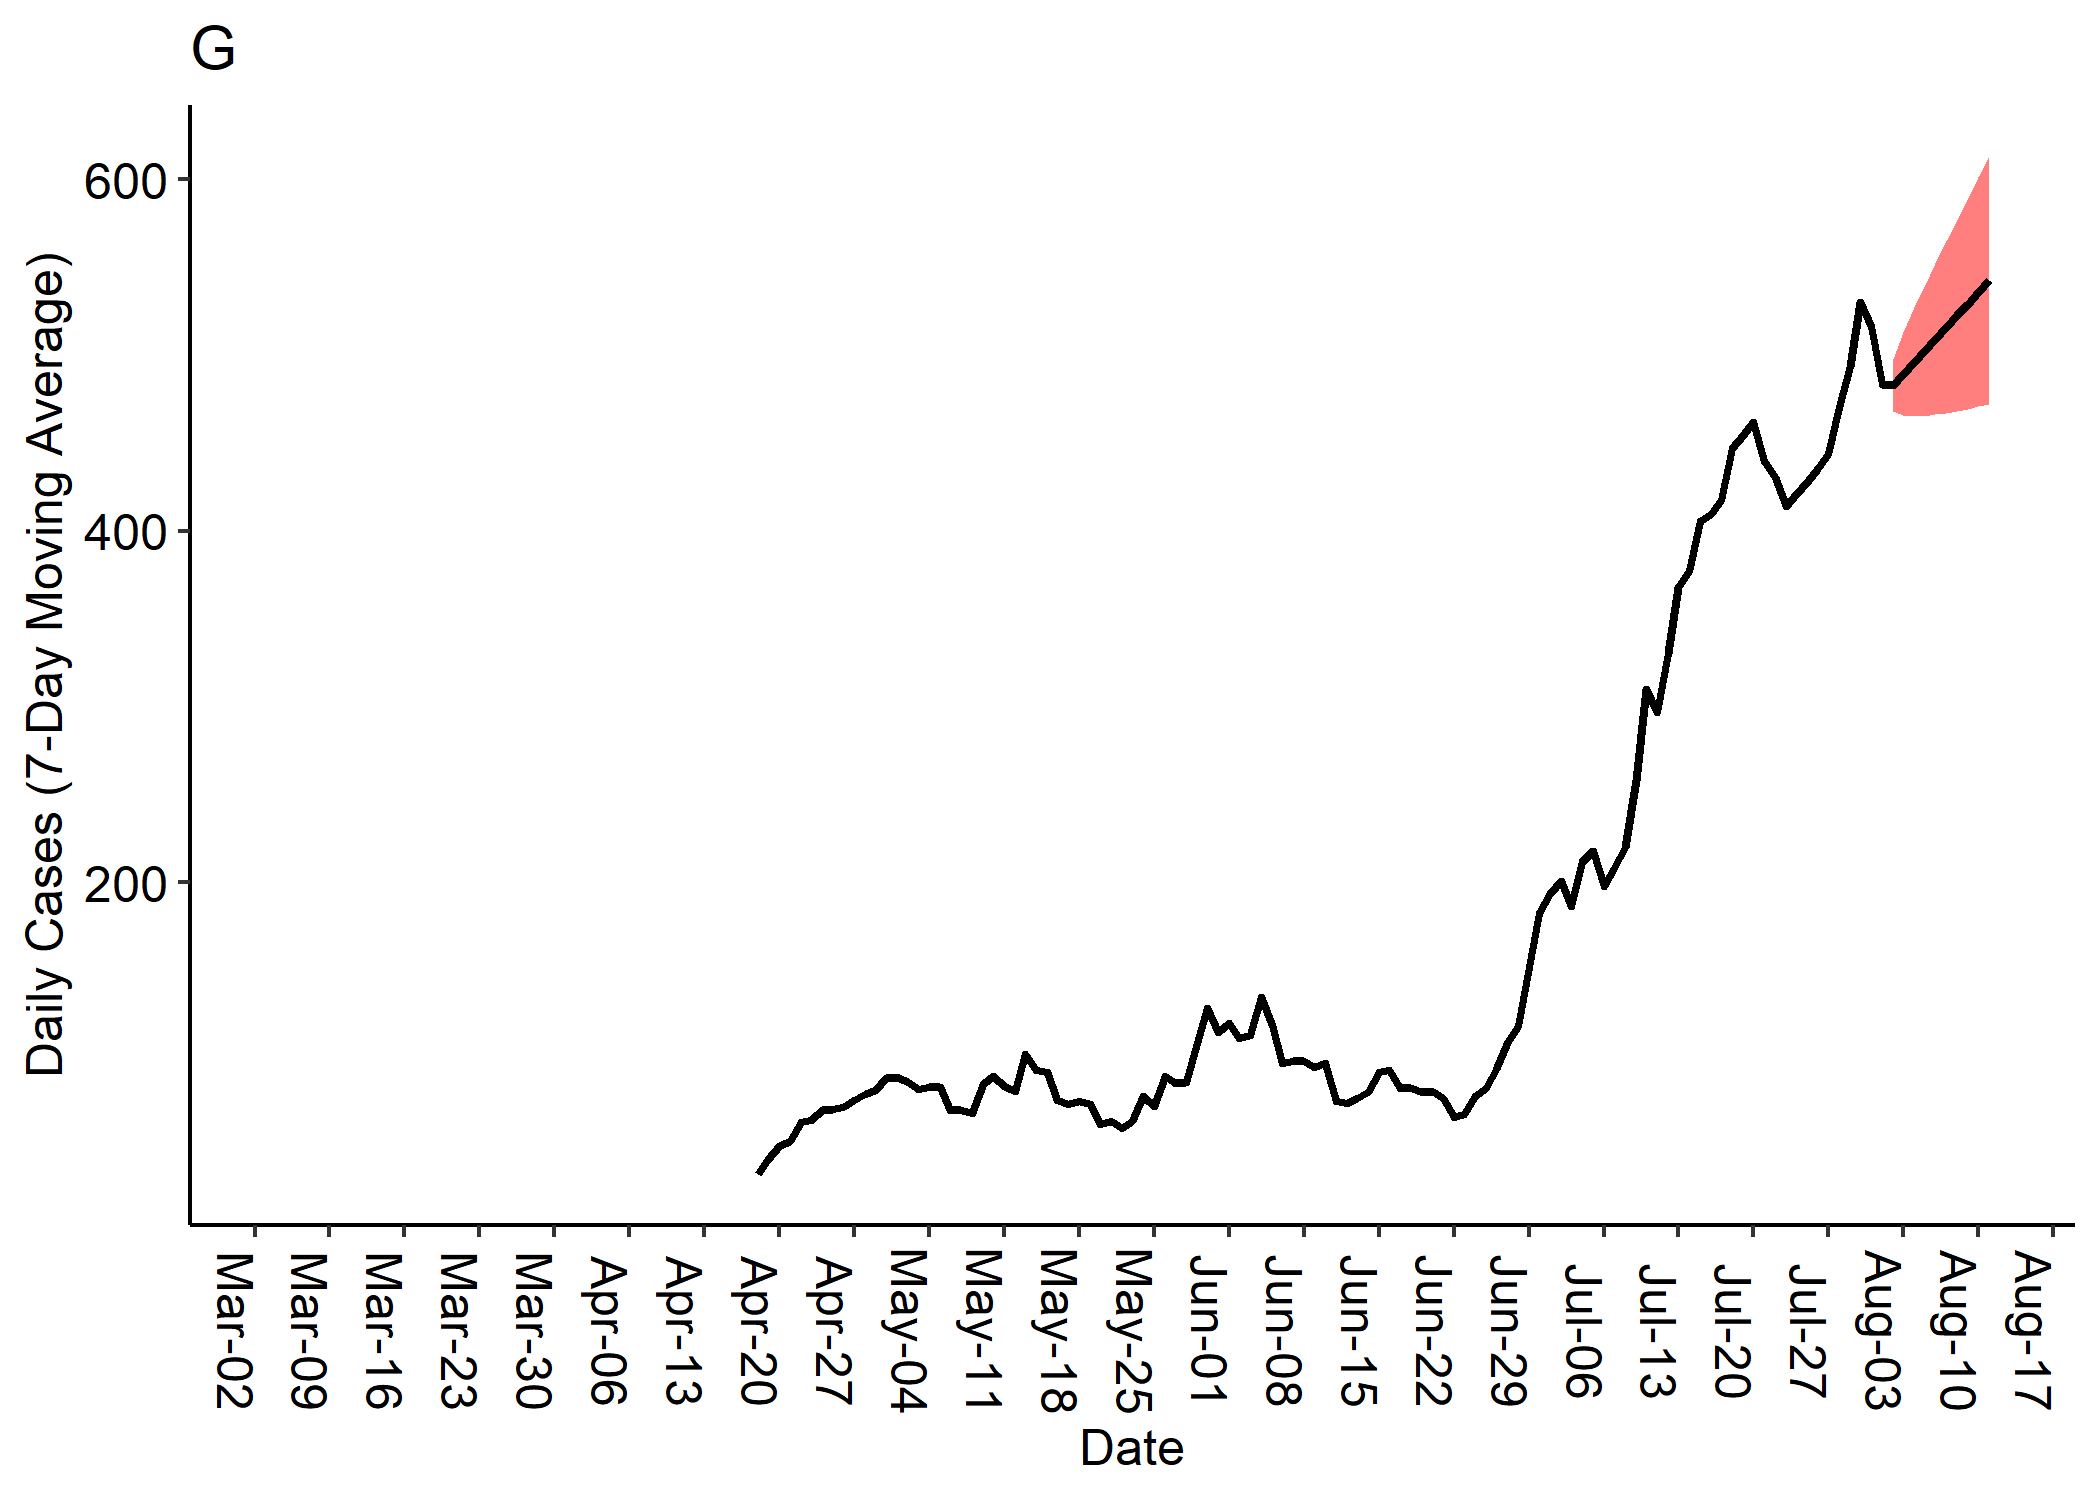 G
Daily Cases (7-Day Moving Average)
600
400
200
Mar-02
Mar-09
Mar-16
Mar-23
Mar-30
Apr-06
Apr-13
Apr-20
Apr-27
May-04
May-11
May-18
May-25
Jun-01
Jun-08
Jun-15
Jun-22
Jun-29
Jul-06
Jul-13
Jul-20
Jul-27
Aug-03
Aug-10
Aug-17
Date